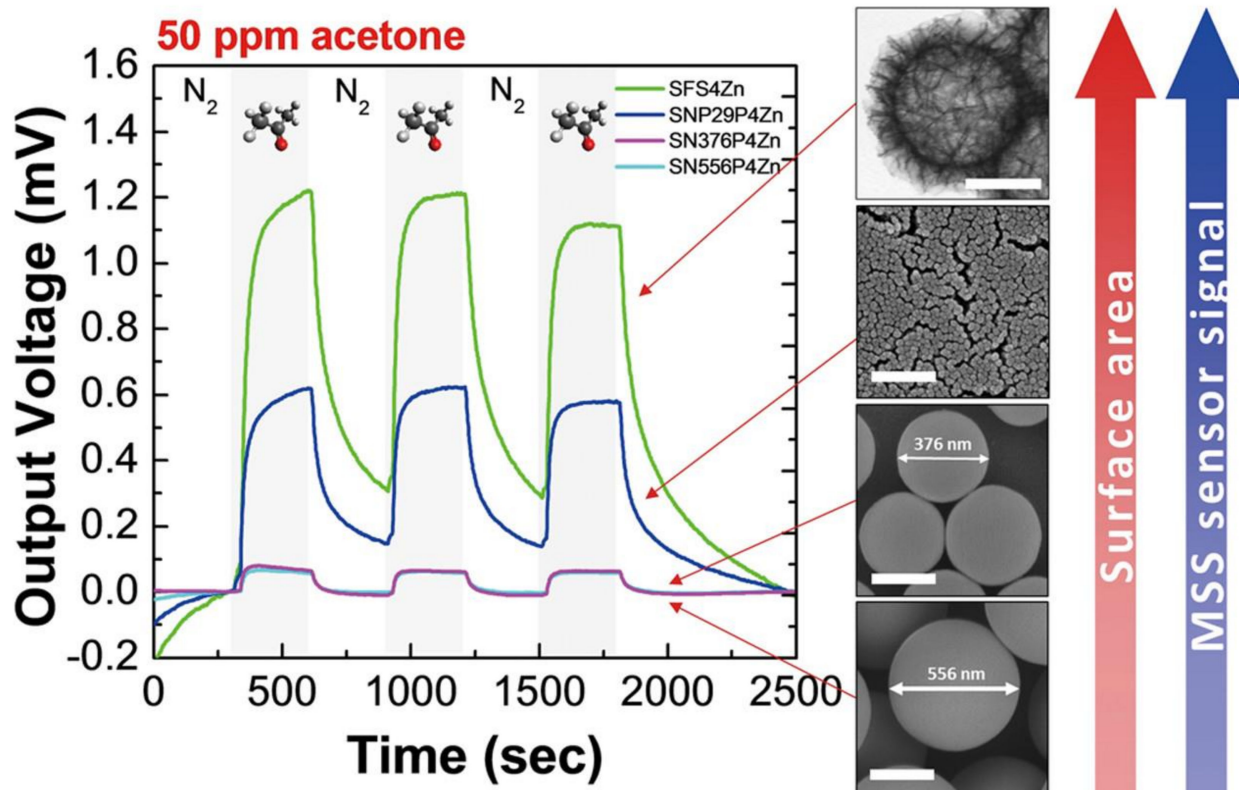 50 ppm acetone
N2 N2 N2
SFS4Zn
SNP29P4Zn
SN376P4Zn
SN556P4Zn
1.6
1.4
1.2
1.0
0.8
0.6
0.4
0.2
0.0
-0.2
Output Voltage (mV)
0 500 1000 1500 2000 2500
Time (sec)
376 nm
556 nm
Surface area
MSS sensor signal